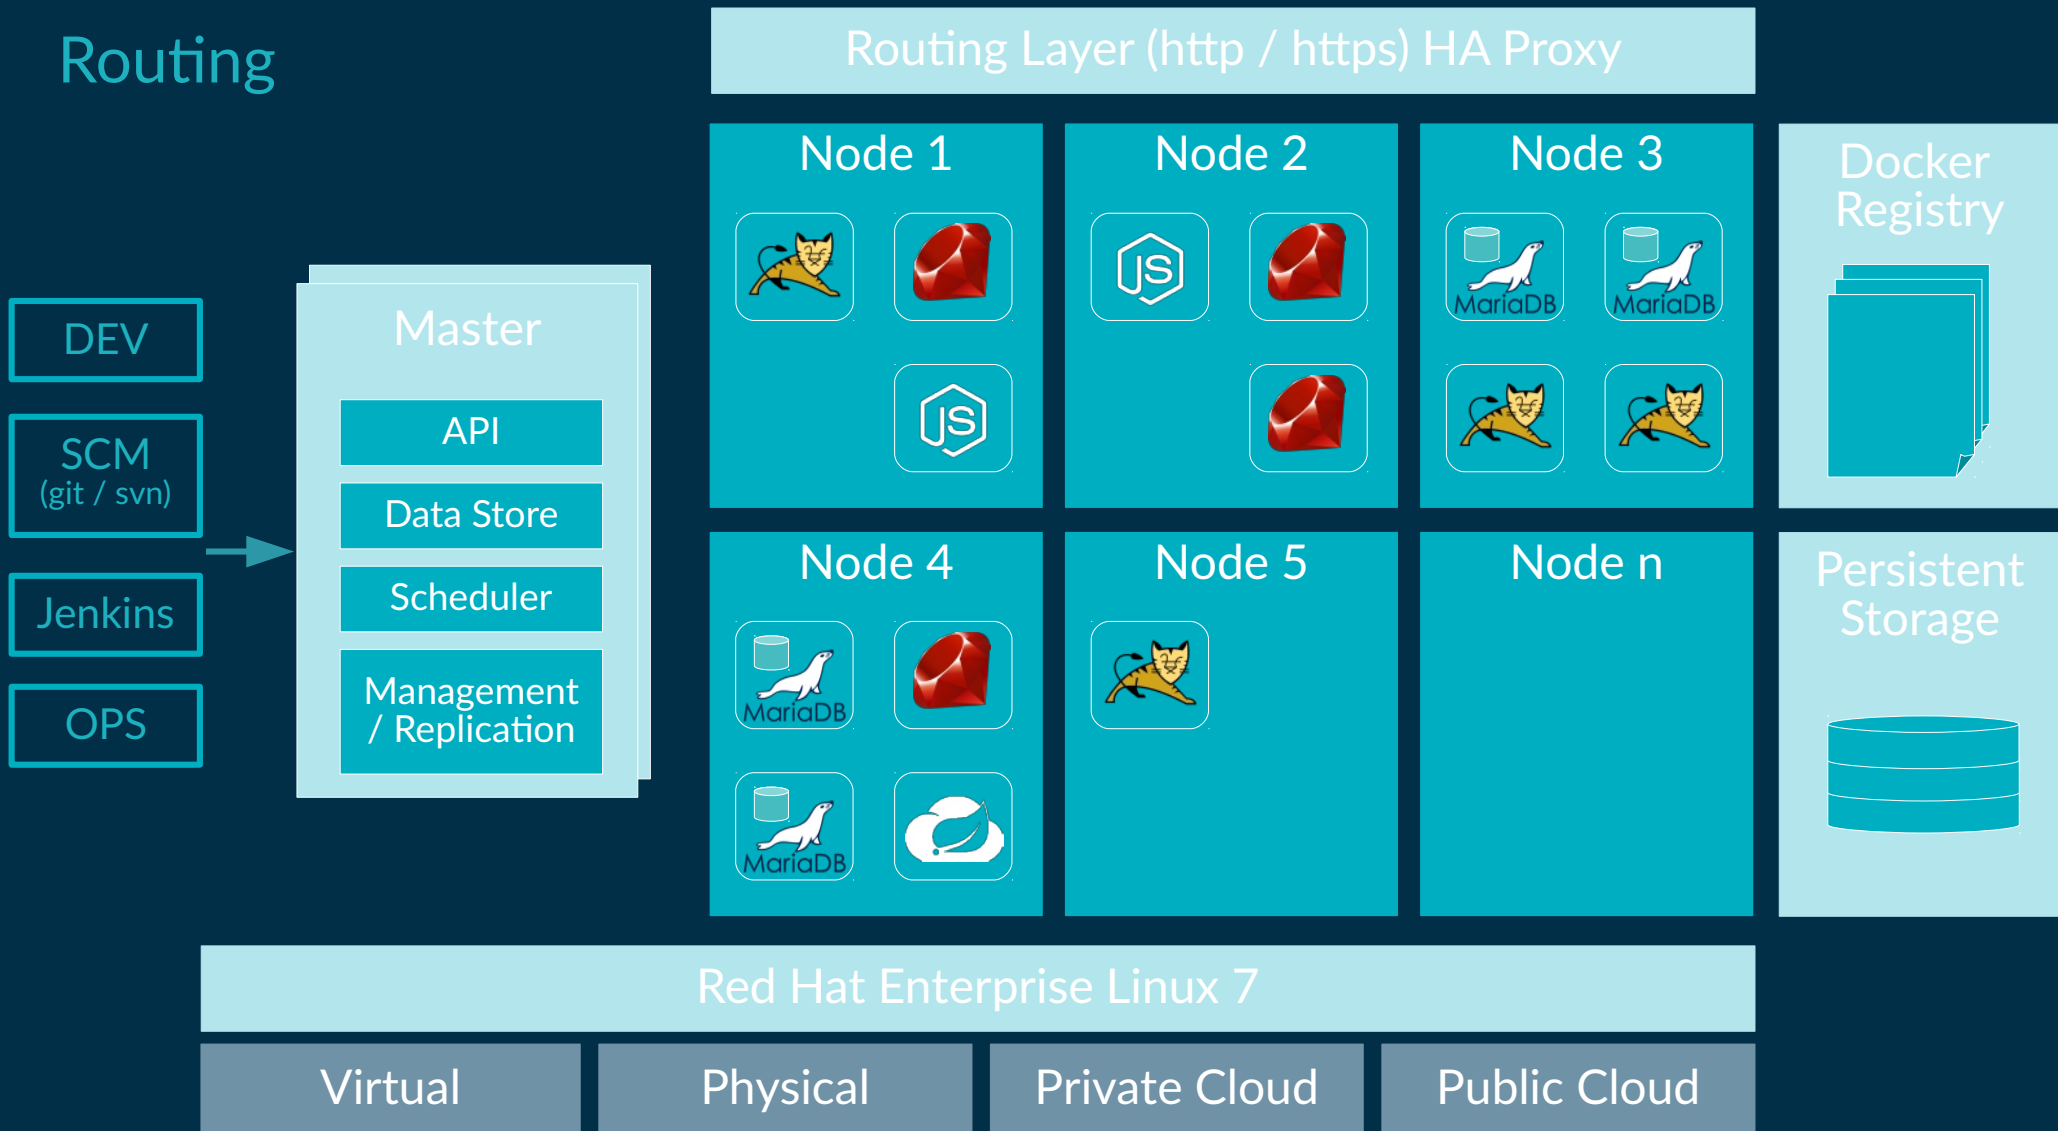 Routing
Routing Layer (http / https) HA Proxy
Node 1
Node 2
Node 3
Docker
Registry
JS
MariaDB
MariaDB
JS
DEV
SCM
(git / svn)
Jenkins
OPS
Master
API
Data Store
Scheduler
Management
/ Replication
Node 4
Node 5
Node n
Persistent
Storage
MariaDB
MariaDB
Red Hat Enterprise Linux 7
Virtual
Physical
Private Cloud
Public Cloud